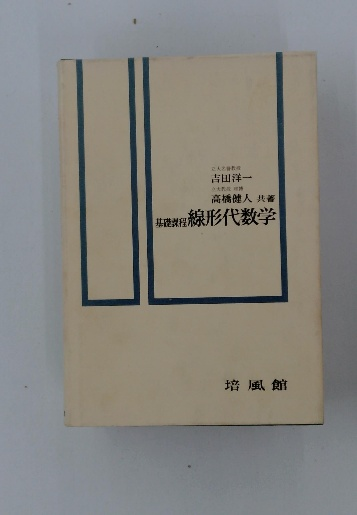 吉田洋一
高橋健人 共著
基礎課程 線形代数学
培風館